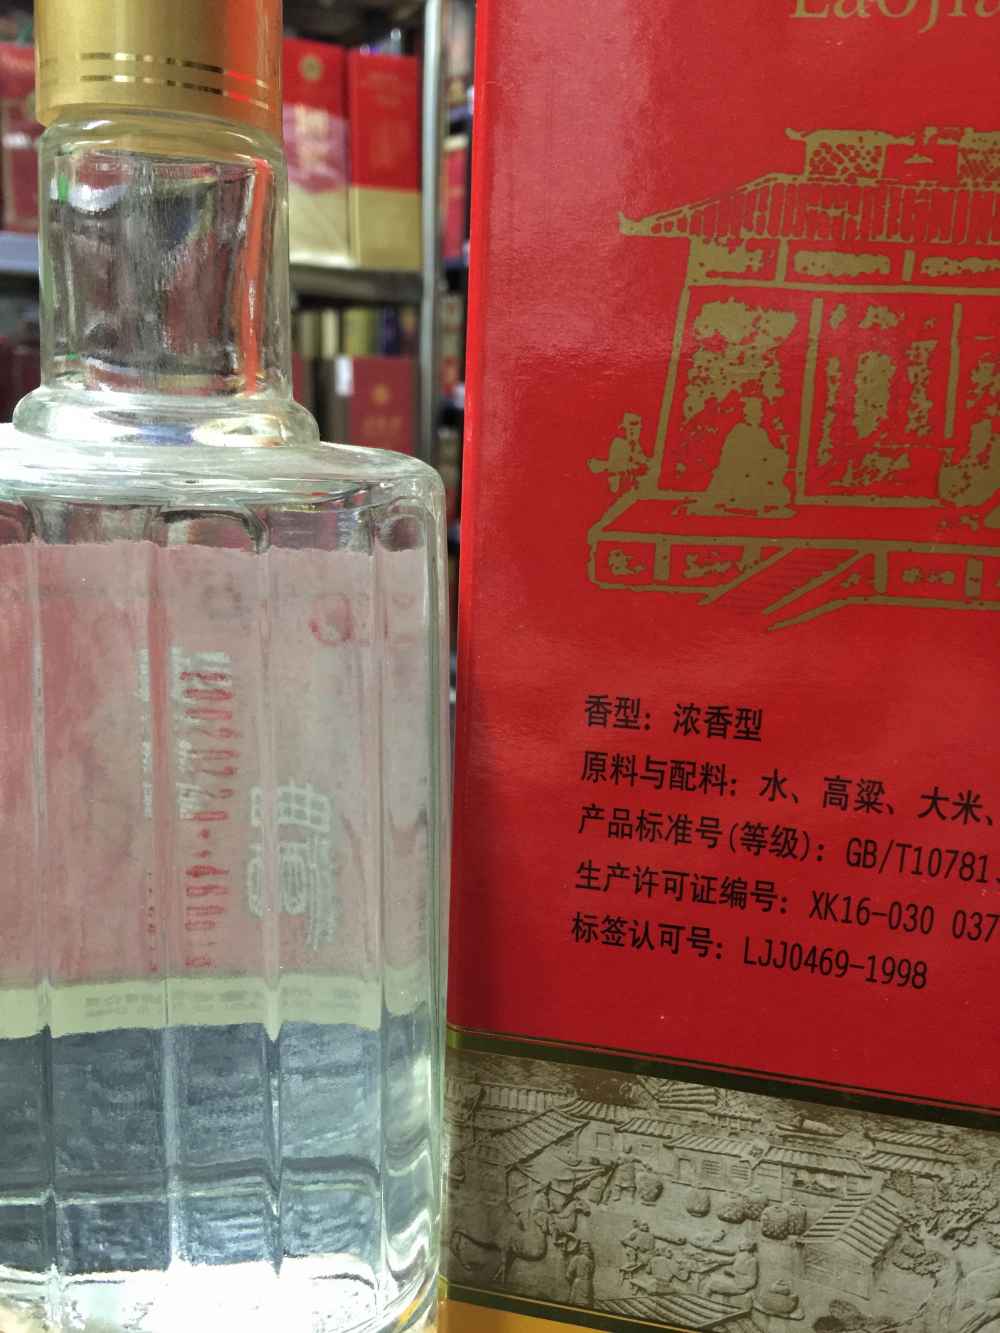 LaoJia
香型：浓香型
原料与配料：水、高粱、大米、
产品标准号(等级)：GB/T10781.
生产许可证编号：XK16-030 037
标签认可号：LJJ0469-1998